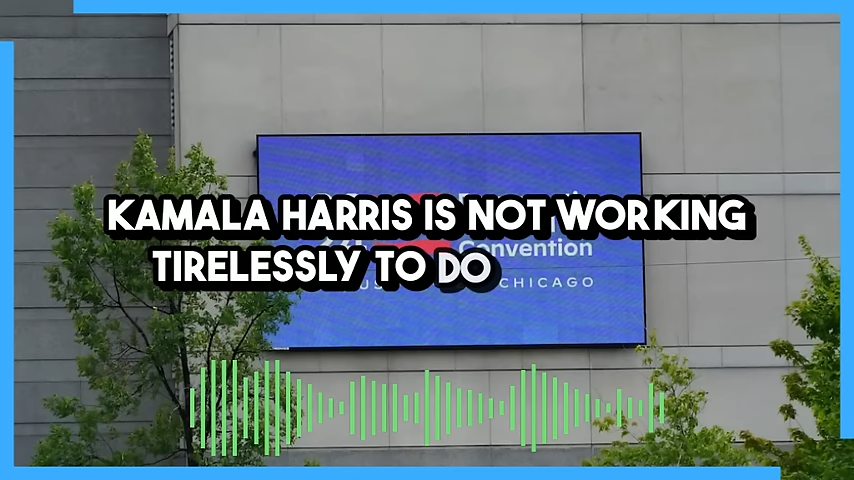 KAMALA HARRIS IS NOT WORKING
TIRELESSLY TO DO
Convention
CHICAGO